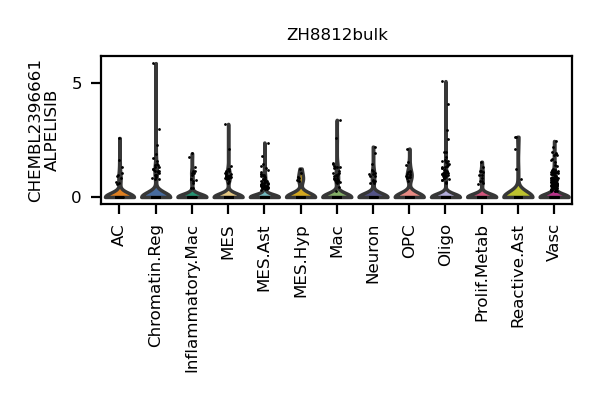 ZH8812bulk
CHEMBL2396661
ALPELISIB
5
0
AC
Chromatin.Reg
Inflammatory.Mac
MES
MES.Ast
MES.Hyp
Mac
Neuron
OPC
Oligo
Prolif.Metab
Reactive.Ast
Vasc